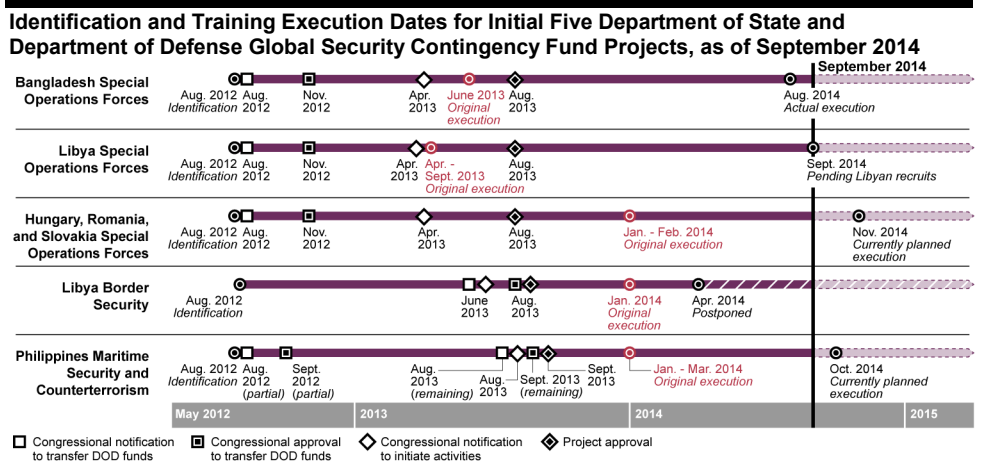 Identification and Training Execution Dates for Initial Five Department of State and
Department of Defense Global Security Contingency Fund Projects, as of September 2014
September 2014
Bangladesh Special
Operations Forces
Aug. 2012
Identification
Aug.
2012
Nov.
2012
Apr.
2013
June 2013
Original
execution
Aug.
2013
Aug. 2014
Actual execution
Libya Special
Operations Forces
Aug. 2012
Identification
Aug.
2012
Nov.
2012
Apr.
2013
Apr. -
Sept. 2013
Original execution
Aug.
2013
Sept. 2014
Pending Libyan recruits
Hungary, Romania,
and Slovakia Special
Operations Forces
Aug. 2012
Identification
Aug.
2012
Nov.
2012
Apr.
2013
Aug.
2013
Jan. - Feb. 2014
Original execution
Nov. 2014
Currently planned
execution
Libya Border
Security
Aug. 2012
Identification
June
2013
Aug.
2013
Jan. 2014
Original
execution
Apr. 2014
Postponed
Philippines Maritime
Security and
Counterterrorism
Aug. 2012
Identification
Aug.
2012
(partial)
Sept.
2012
(partial)
Aug.
2013
(remaining)
Aug.
2013
Sept. 2013
(remaining)
Sept.
2013
Jan. - Mar. 2014
Original execution
Oct. 2014
Currently planned
execution
May 2012
2013
2014
2015
Congressional notification
to transfer DOD funds
Congressional approval
to transfer DOD funds
Congressional notification
to initiate activities
Project approval